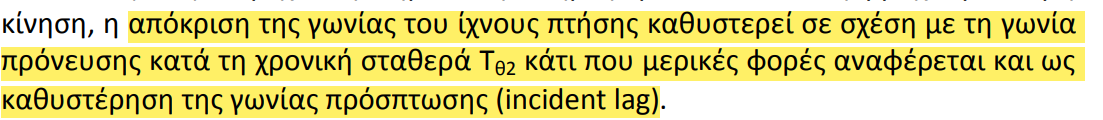 κίνηση, η απόκριση της γωνίας του ίχνους πτήσης καθυστερεί σε σχέση με τη γωνία
πρόνευσης κατά τη χρονική σταθερά Tθ2 κάτι που μερικές φορές αναφέρεται και ως
καθυστέρηση της γωνίας πρόσπτωσης (incident lag).